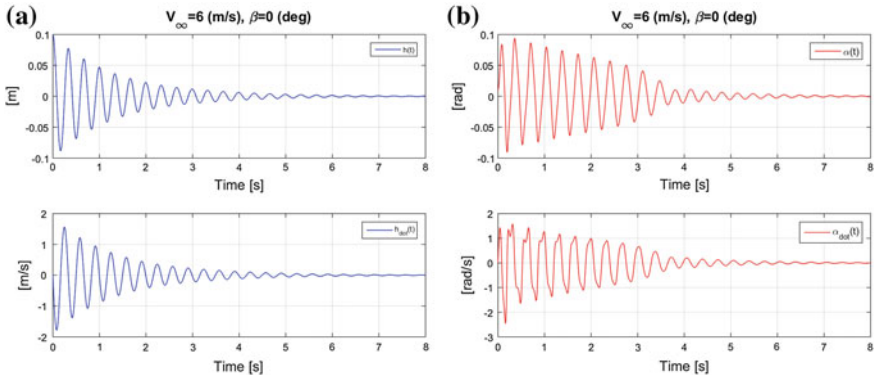 (a)
V∞=6 (m/s), β=0 (deg)
0.1
0.05
0
-0.05
-0.1
[m]
h(t)
0 1 2 3 4 5 6 7 8
Time [s]
2
1
0
-1
-2
[m/s]
h_dot(t)
0 1 2 3 4 5 6 7 8
Time [s]
(b)
V∞=6 (m/s), β=0 (deg)
0.1
0.05
0
-0.05
-0.1
[rad]
α(t)
0 1 2 3 4 5 6 7 8
Time [s]
2
1
0
-1
-2
-3
[rad/s]
α_dot(t)
0 1 2 3 4 5 6 7 8
Time [s]